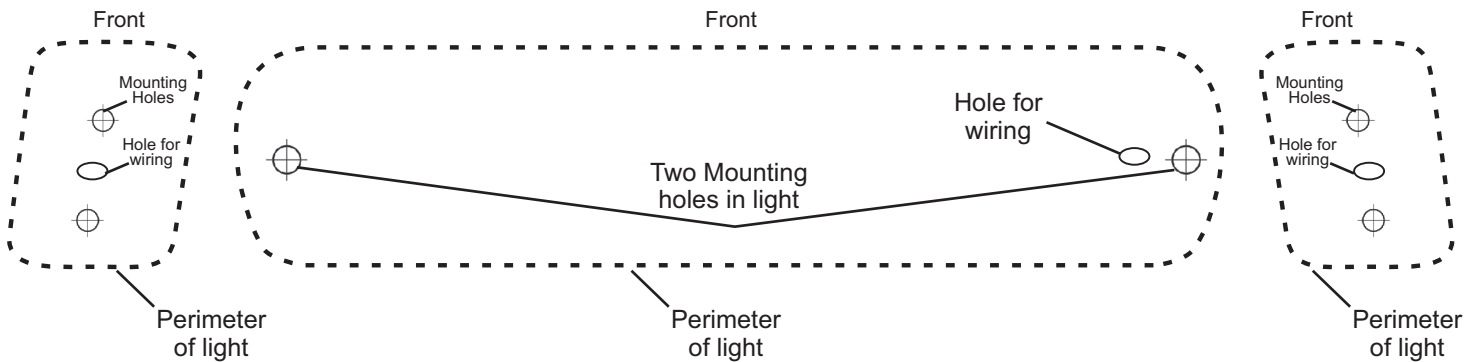 Front
Mounting
Holes
Hole for
wiring
Perimeter
of light
Front
Hole for
wiring
Two Mounting
holes in light
Perimeter
of light
Front
Mounting
Holes
Hole for
wiring
Perimeter
of light